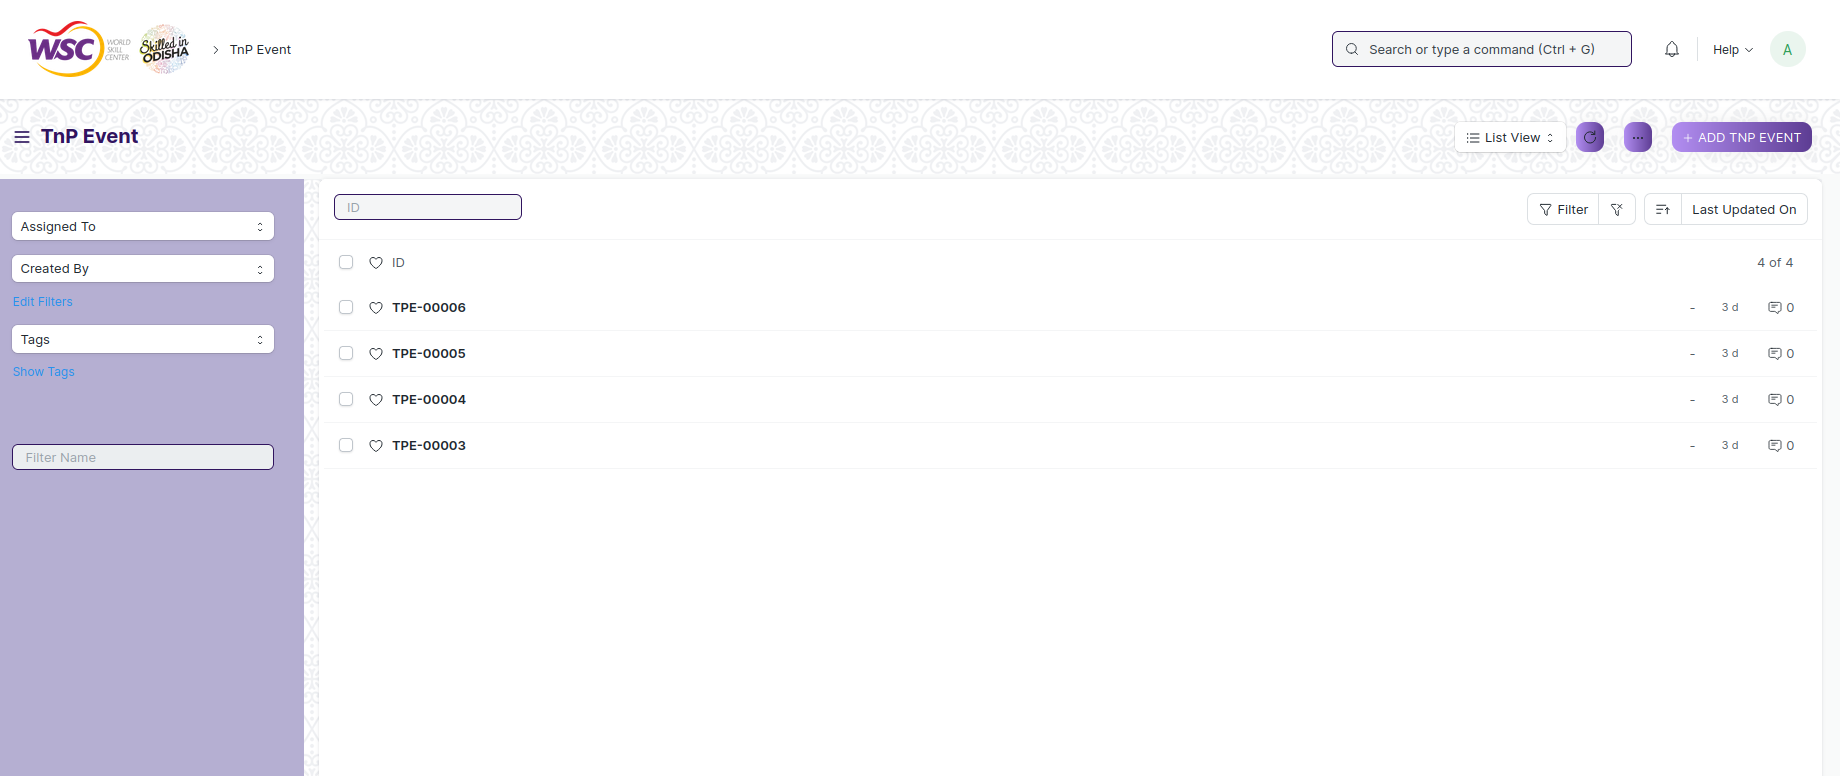 WSC WORLD SKILL CENTER
Skilled in ODISHA
TnP Event
Search or type a command (Ctrl + G)
Help
A
TnP Event
List View
+ ADD TNP EVENT
Assigned To
Created By
Edit Filters
Tags
Show Tags
Filter Name
ID
Filter
Last Updated On
ID
4 of 4
TPE-00006 - 3 d 0
TPE-00005 - 3 d 0
TPE-00004 - 3 d 0
TPE-00003 - 3 d 0